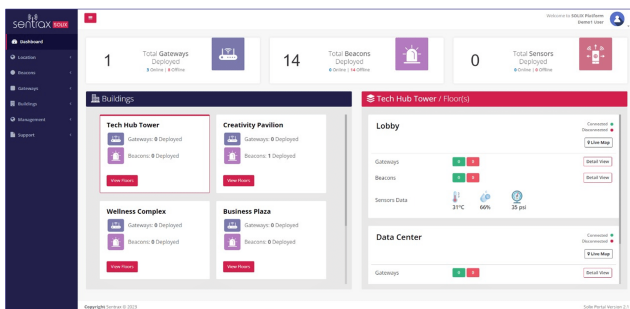 sentrax SOLIX
Welcome to SOLIX Platform
Demo1 User
Dashboard
Location
Beacons
Gateways
Buildings
Management
Support
1
Total Gateways
Deployed
14
Total Beacons
Deployed
0 Online | 14 Offline
0
Total Sensors
Deployed
0 Online | 0 Offline
Buildings
Tech Hub Tower
Gateways: 0 Deployed
Beacons: 0 Deployed
View Floors
Creativity Pavilion
Gateways: 0 Deployed
Beacons: 1 Deployed
View Floors
Wellness Complex
Gateways: 0 Deployed
Beacons: 0 Deployed
View Floors
Business Plaza
Gateways: 0 Deployed
Beacons: 0 Deployed
View Floors
Tech Hub Tower / Floor(s)
Lobby
Connected
Disconnected
Live Map
Gateways
0 0
Detail View
Beacons
0 0
Detail View
Sensors Data
31°C 66% 35 psi
Data Center
Connected
Disconnected
Live Map
Gateways
0 0
Detail View
Copyright Sentrax © 2023
Solix Portal Version 2.1